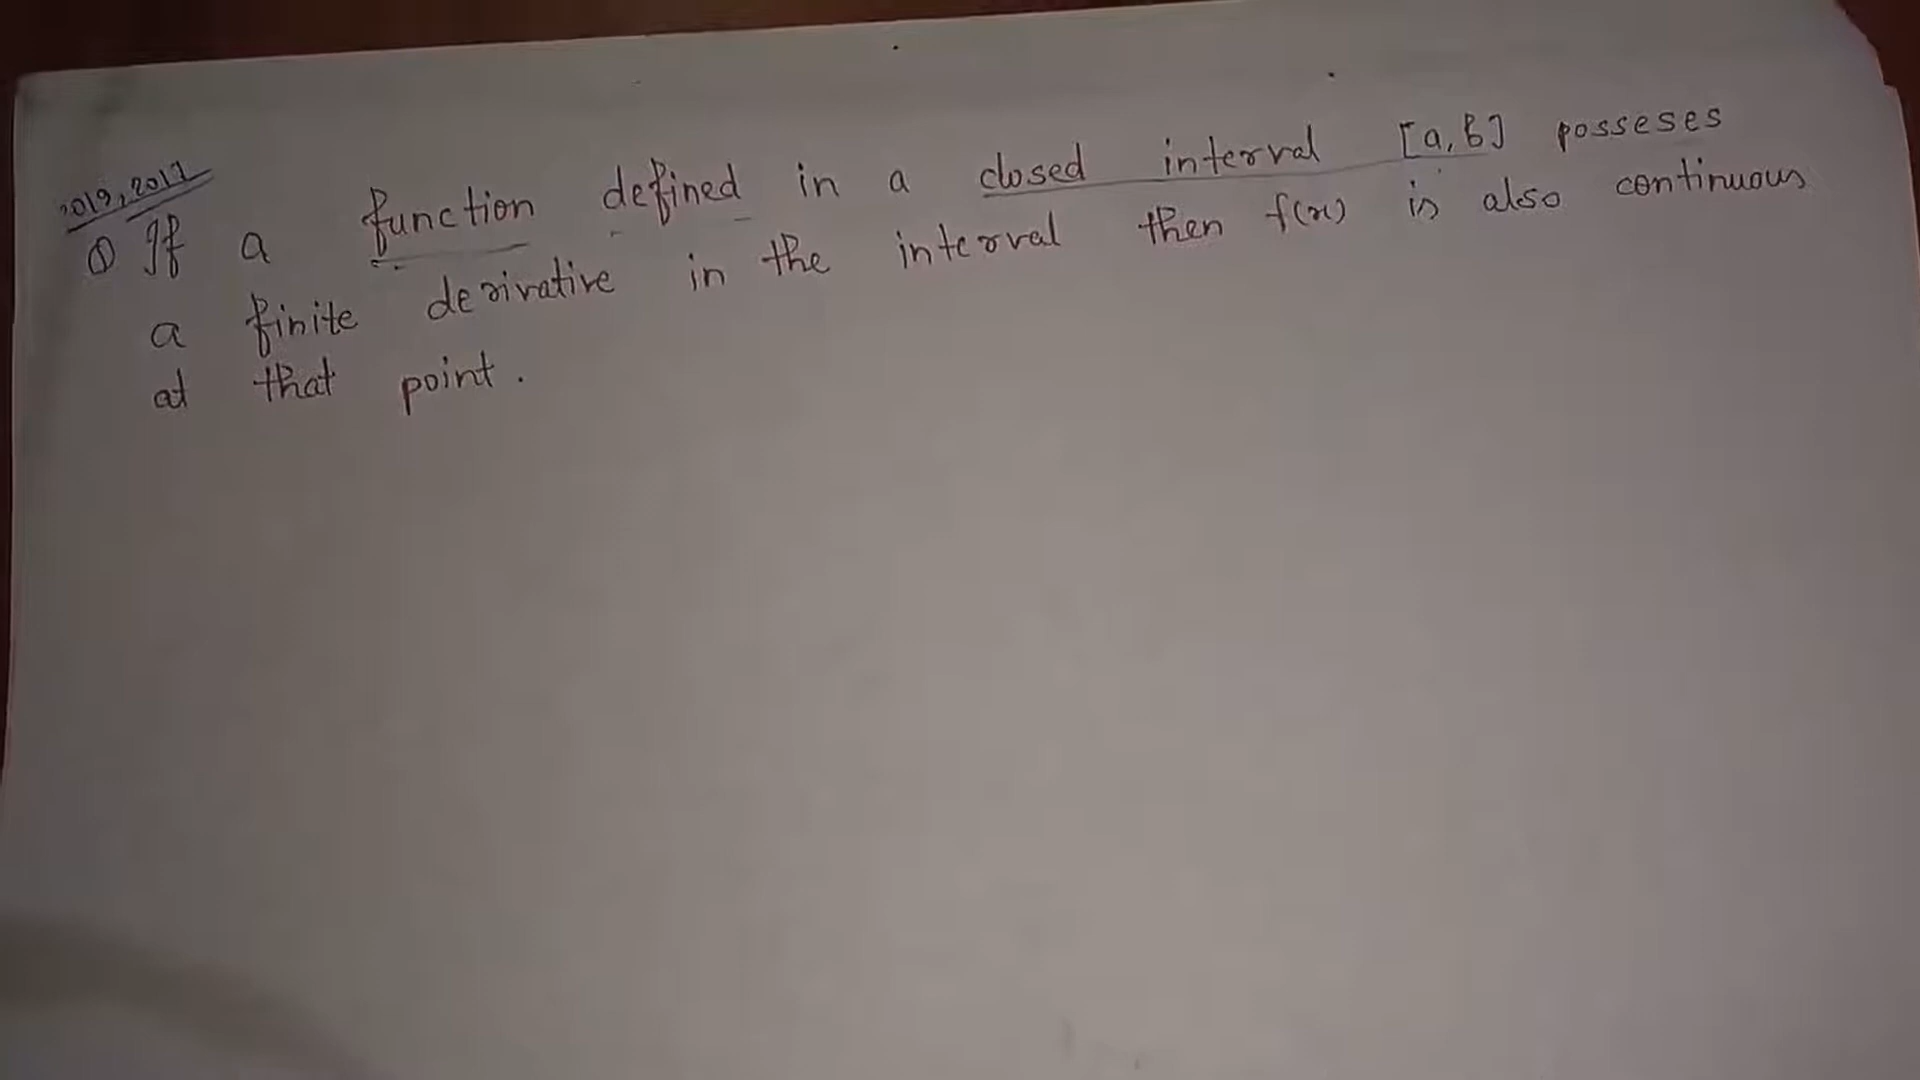 2019, 2017
① If a function defined in a closed interval [a, b] posseses
a finite derivative in the interval then f(x) is also continuous
at that point.